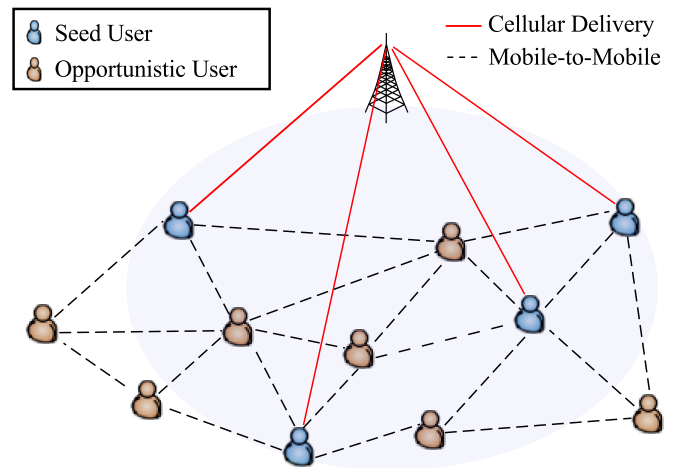 Seed User
Opportunistic User
Cellular Delivery
Mobile-to-Mobile